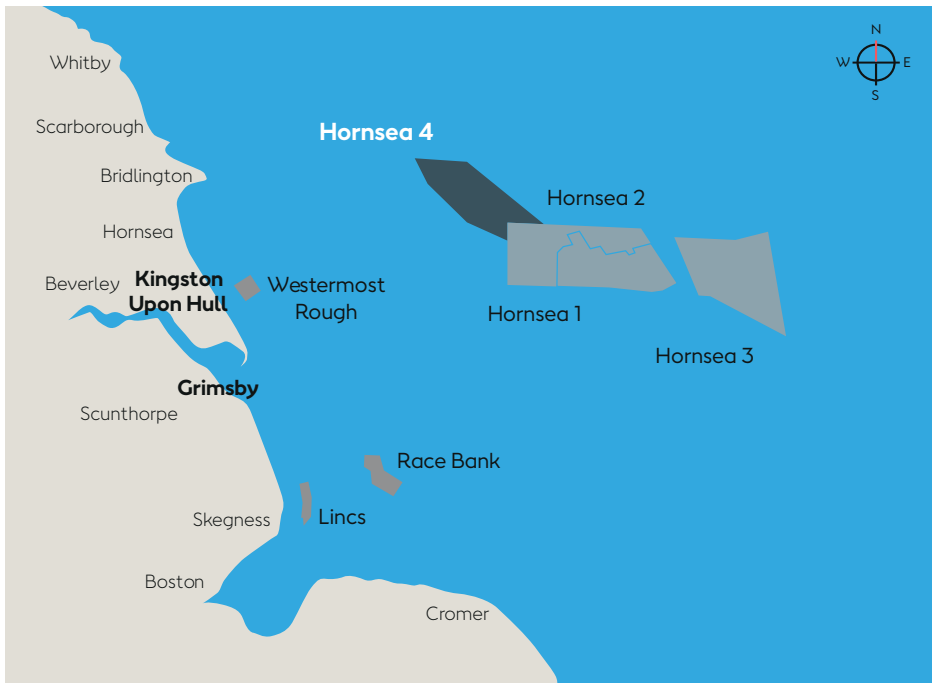 N
W
E
S
Whitby
Scarborough
Hornsea 4
Bridlington
Hornsea 2
Hornsea
Beverley
Kingston
Upon Hull
Westermost
Rough
Hornsea 1
Hornsea 3
Grimsby
Scunthorpe
Race Bank
Skegness
Lincs
Boston
Cromer